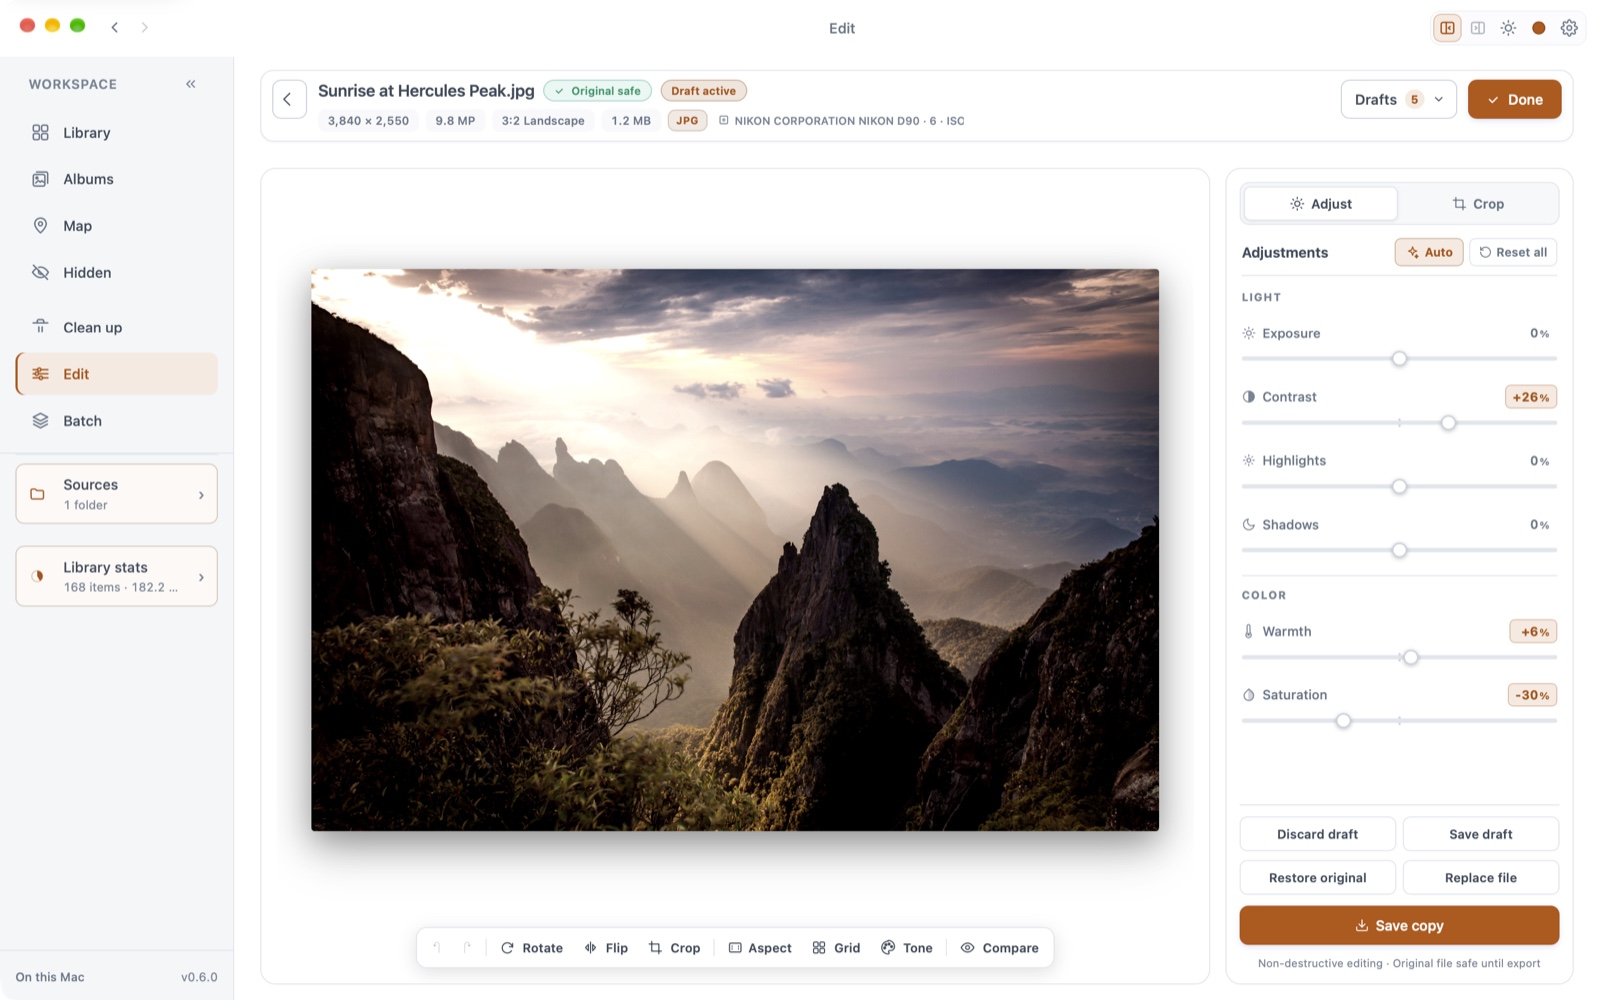 Edit
WORKSPACE
Library
Albums
Map
Hidden
Clean up
Edit
Batch
Sources
1 folder
Library stats
168 items · 182.2 ...
On this Mac v0.6.0
Sunrise at Hercules Peak.jpg Original safe Draft active
3,840 × 2,550 9.8 MP 3:2 Landscape 1.2 MB JPG NIKON CORPORATION NIKON D90 · 6 · ISO
Drafts 5 Done
Rotate Flip Crop Aspect Grid Tone Compare
Adjust Crop
Adjustments Auto Reset all
LIGHT
Exposure 0%
Contrast +26%
Highlights 0%
Shadows 0%
COLOR
Warmth +6%
Saturation -30%
Discard draft Save draft
Restore original Replace file
Save copy
Non-destructive editing · Original file safe until export